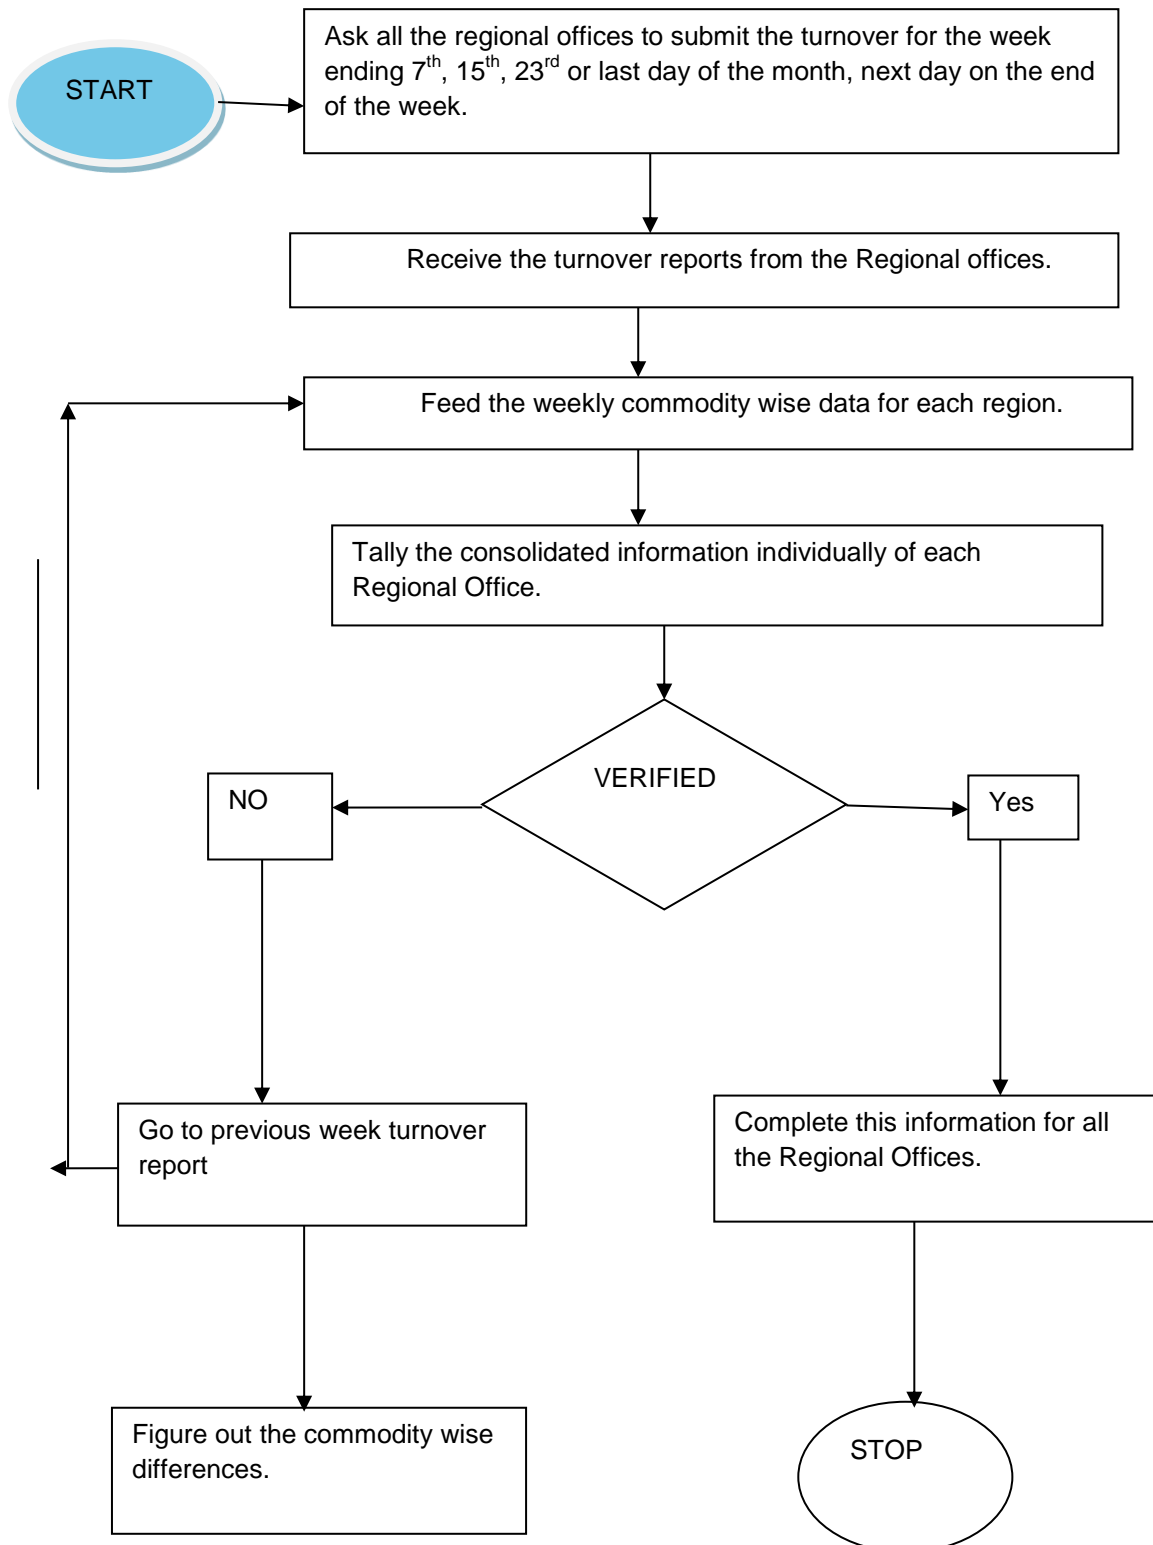 START
Ask all the regional offices to submit the turnover for the week
ending 7th, 15th, 23rd or last day of the month, next day on the end
of the week.
Receive the turnover reports from the Regional offices.
Feed the weekly commodity wise data for each region.
Tally the consolidated information individually of each
Regional Office.
VERIFIED
NO
Yes
Go to previous week turnover
report
Complete this information for all
the Regional Offices.
Figure out the commodity wise
differences.
STOP